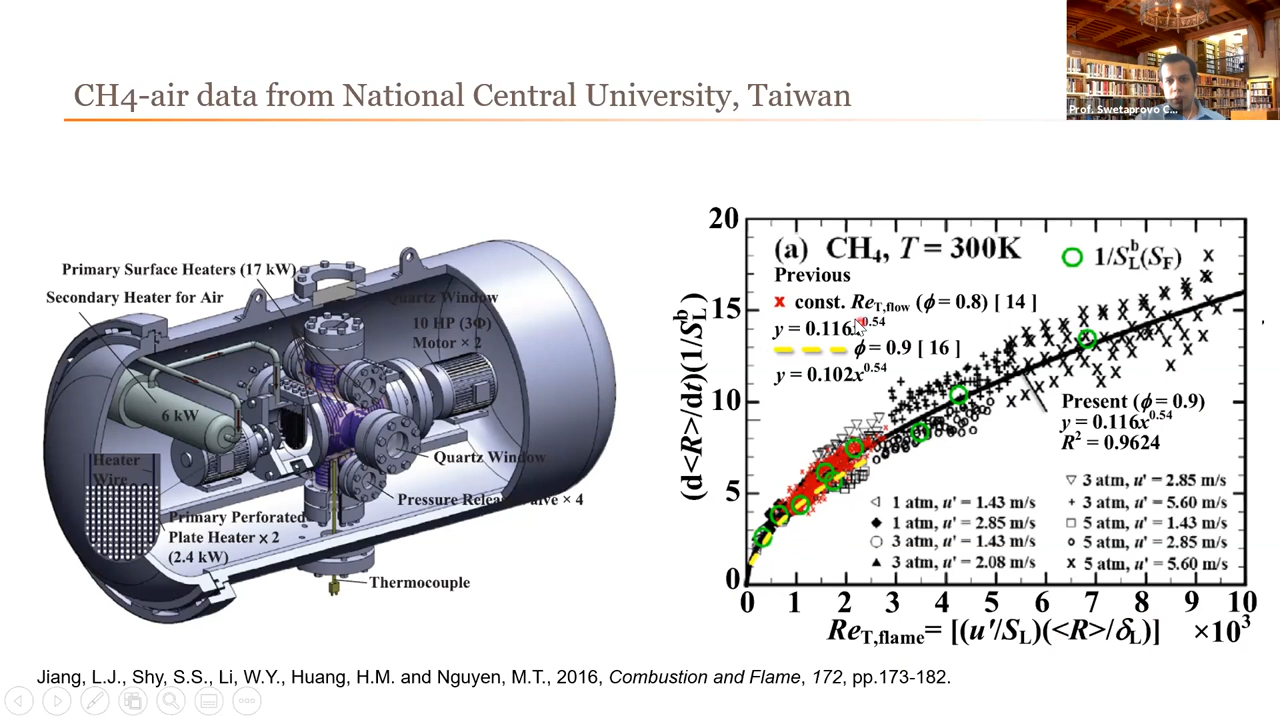 CH4-air data from National Central University, Taiwan
Prof. Swetaprovo C...
Primary Surface Heaters (17 kW)
Quartz Window
Secondary Heater for Air
10 HP (3Φ)
Motor × 2
6 kW
Heater
Wire
Quartz Window
Pressure Release Valve × 4
Primary Perforated
Plate Heater × 2
(2.4 kW)
Thermocouple
(d<R>/dt)(1/S_L^b)
20
15
10
5
0
(a) CH₄, T = 300K
1/S_L^b(S_F)
Previous
x const. Re_T,flow (ϕ = 0.8) [ 14 ]
y = 0.116x^0.54
ϕ = 0.9 [ 16 ]
y = 0.102x^0.54
Present (ϕ = 0.9)
y = 0.116x^0.54
R² = 0.9624
1 atm, u' = 1.43 m/s
1 atm, u' = 2.85 m/s
3 atm, u' = 1.43 m/s
3 atm, u' = 2.08 m/s
3 atm, u' = 2.85 m/s
3 atm, u' = 5.60 m/s
5 atm, u' = 1.43 m/s
5 atm, u' = 2.85 m/s
5 atm, u' = 5.60 m/s
0 1 2 3 4 5 6 7 8 9 10
Re_T,flame= [(u'/S_L)(<R>/δ_L)] ×10³
Jiang, L.J., Shy, S.S., Li, W.Y., Huang, H.M. and Nguyen, M.T., 2016, Combustion and Flame, 172, pp.173-182.